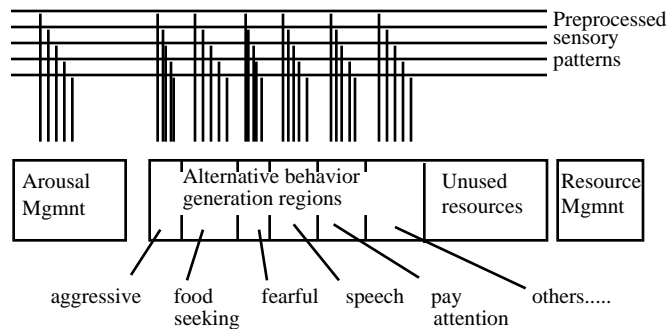 Preprocessed
sensory
patterns
Arousal
Mgmnt
Alternative behavior
generation regions
Unused
resources
Resource
Mgmnt
aggressive
food
seeking
fearful
speech
pay
attention
others.....